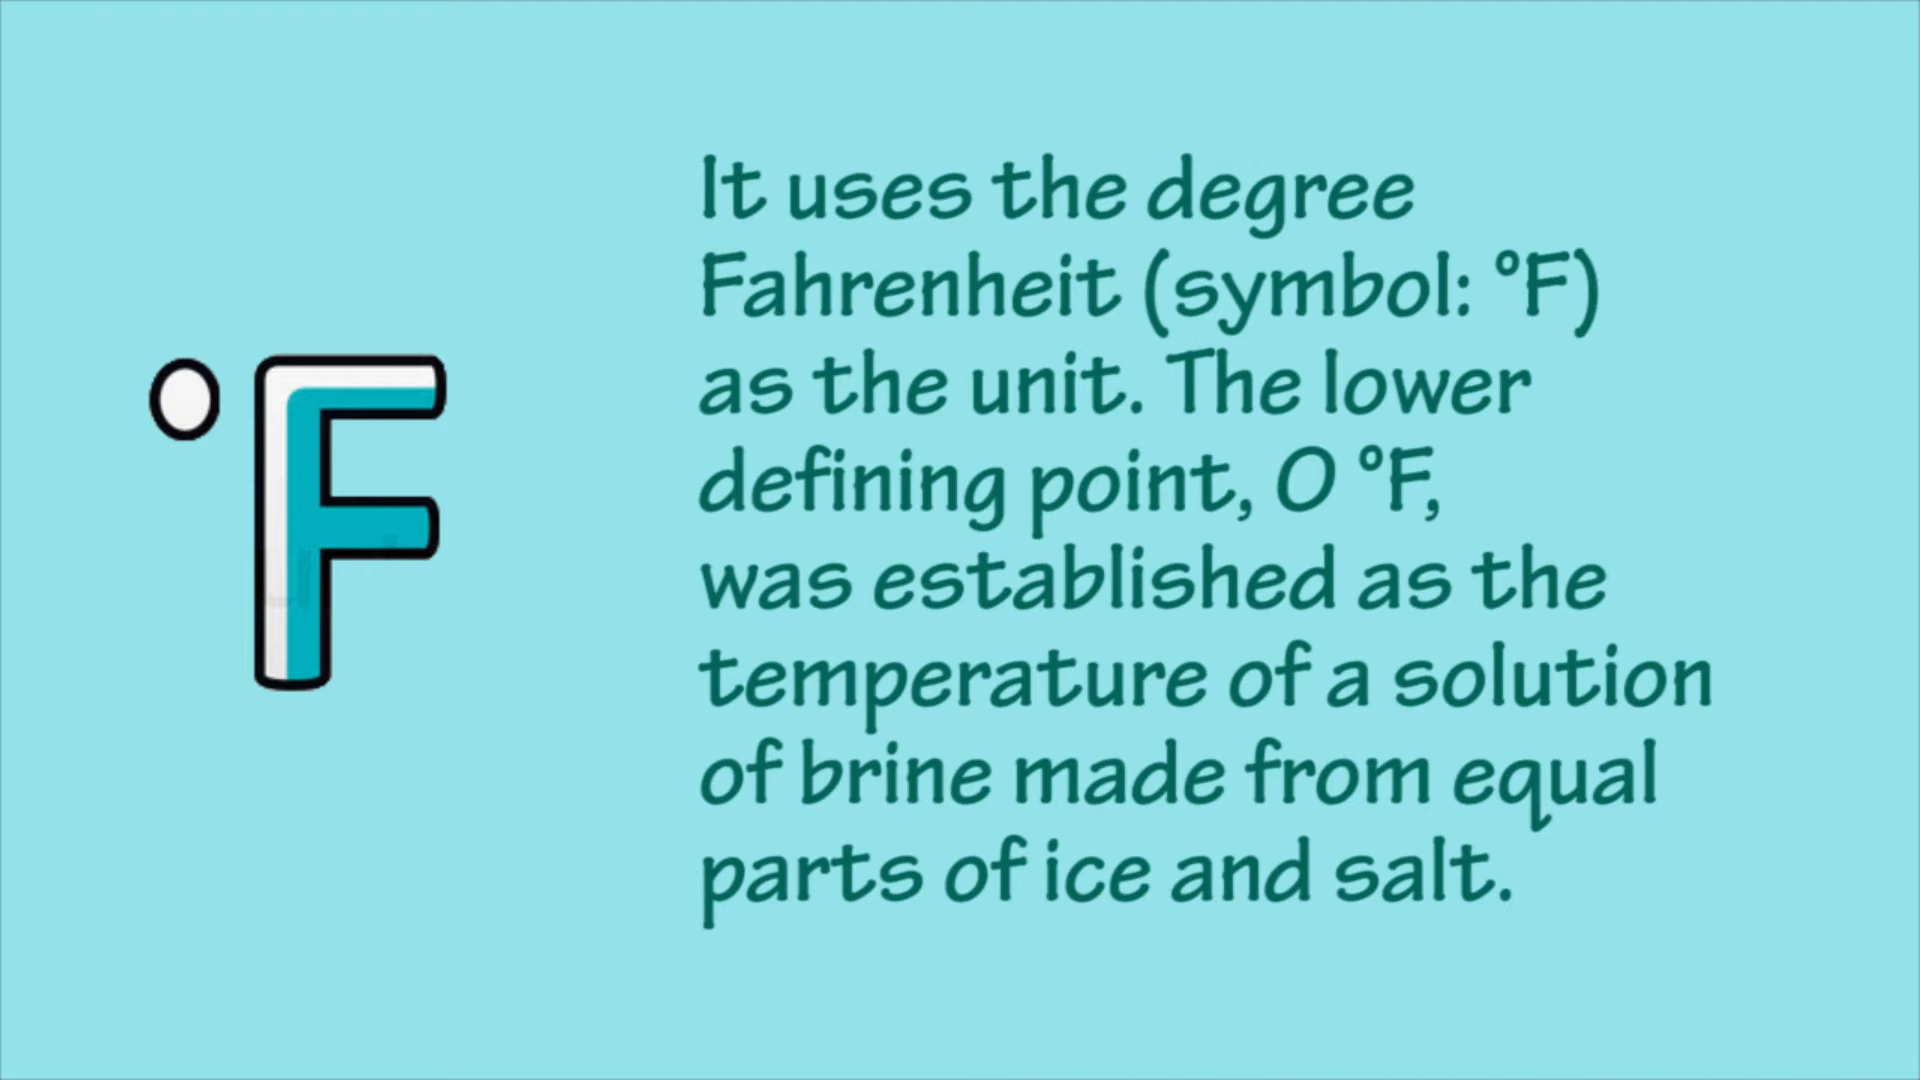 °F
It uses the degree
Fahrenheit (symbol: °F)
as the unit. The lower
defining point, 0 °F,
was established as the
temperature of a solution
of brine made from equal
parts of ice and salt.